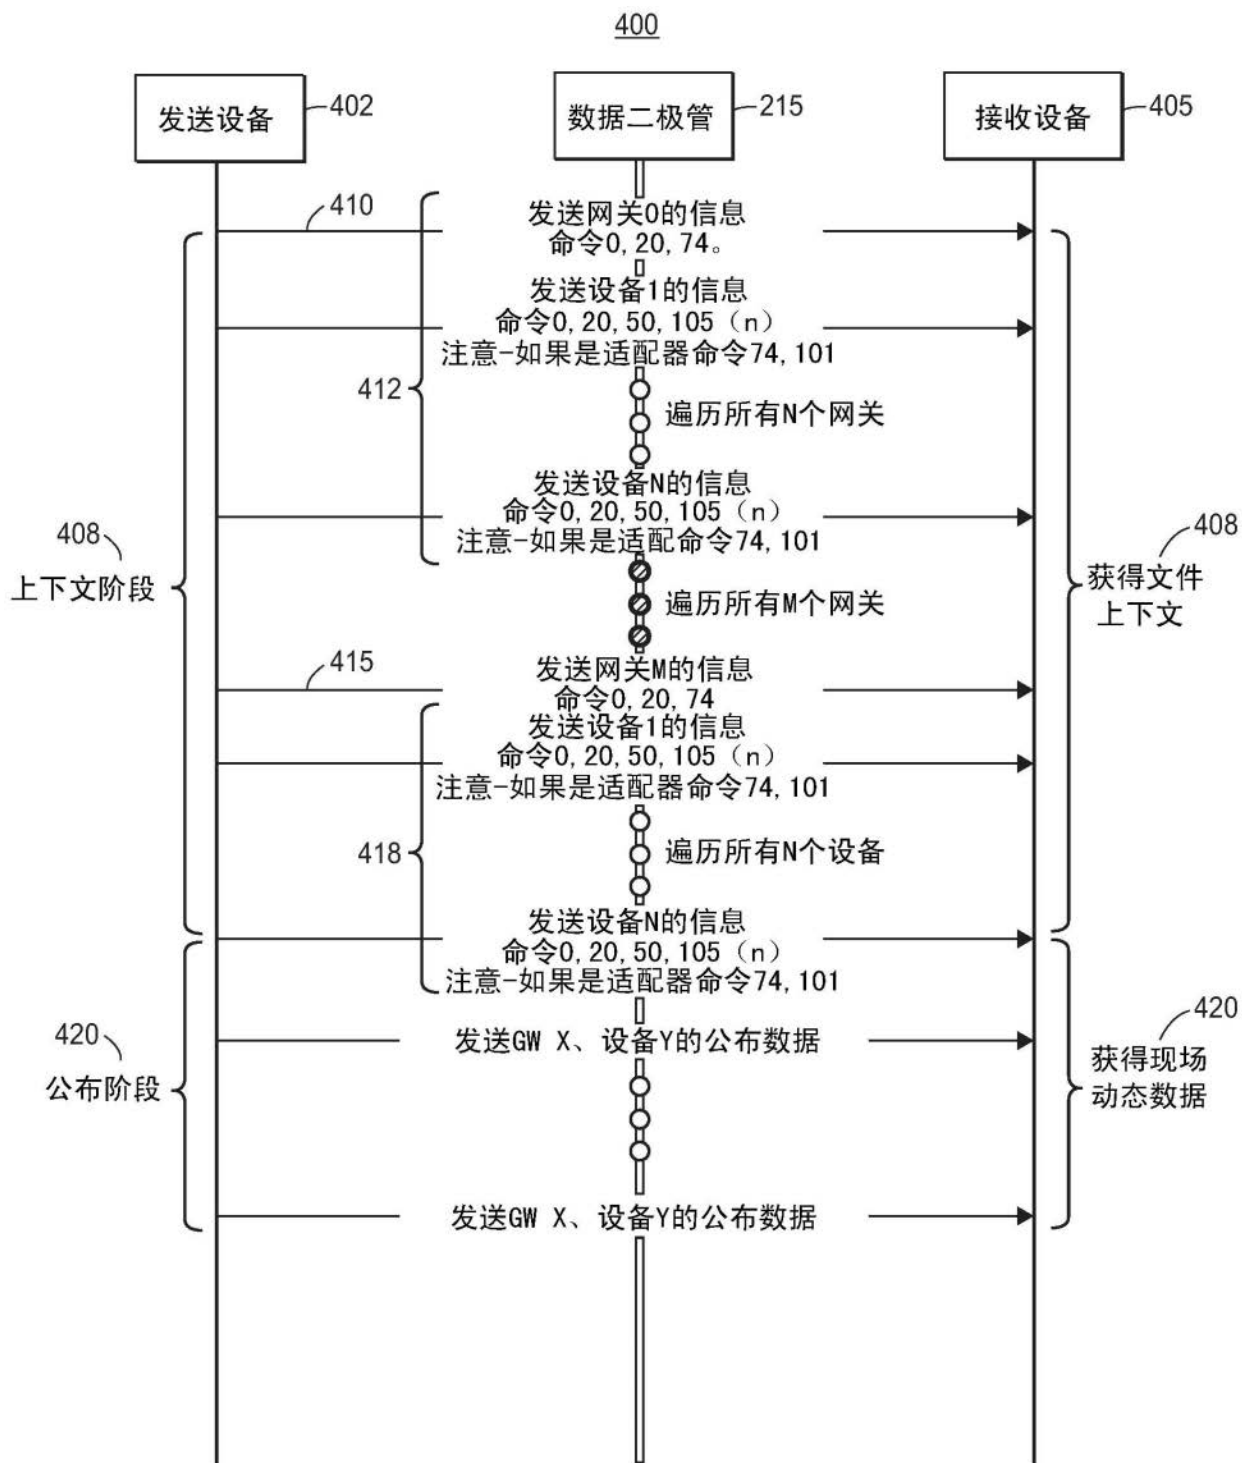 400
发送设备
402
数据二极管
215
接收设备
405
410
发送网关0的信息
命令0,20,74。
发送设备1的信息
命令0,20,50,105（n）
注意-如果是适配器命令74,101
412
遍历所有N个网关
发送设备N的信息
命令0,20,50,105（n）
注意-如果是适配命令74,101
408
上下文阶段
遍历所有M个网关
408
获得文件
上下文
415
发送网关M的信息
命令0,20,74
发送设备1的信息
命令0,20,50,105（n）
注意-如果是适配器命令74,101
418
遍历所有N个设备
发送设备N的信息
命令0,20,50,105（n）
注意-如果是适配器命令74,101
420
公布阶段
发送GW X、设备Y的公布数据
420
获得现场
动态数据
发送GW X、设备Y的公布数据